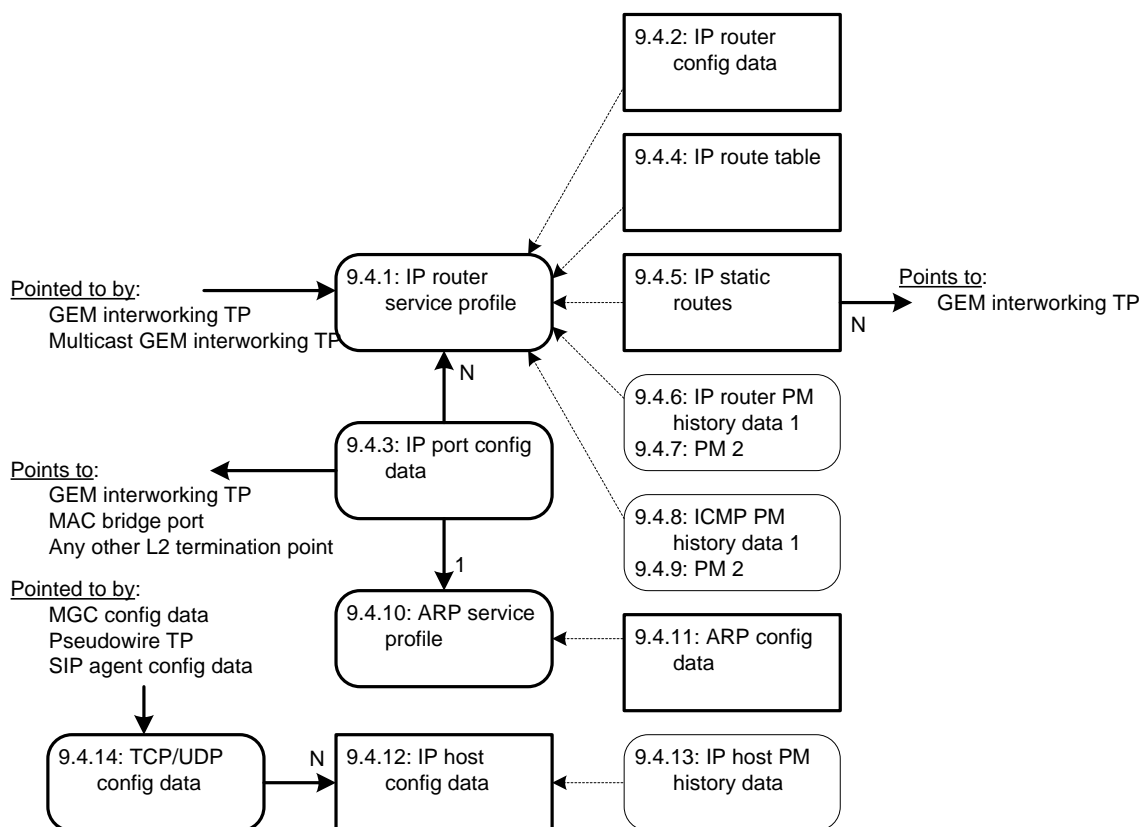 9.4.2: IP router
config data
9.4.4: IP route table
9.4.1: IP router
service profile
9.4.5: IP static
routes
Pointed to by:
GEM interworking TP
Multicast GEM interworking TP
Points to:
GEM interworking TP
N
N
9.4.6: IP router PM
history data 1
9.4.7: PM 2
9.4.3: IP port config
data
Points to:
GEM interworking TP
MAC bridge port
Any other L2 termination point
9.4.8: ICMP PM
history data 1
9.4.9: PM 2
1
Pointed to by:
MGC config data
Pseudowire TP
SIP agent config data
9.4.10: ARP service
profile
9.4.11: ARP config
data
9.4.14: TCP/UDP
config data
N
9.4.12: IP host
config data
9.4.13: IP host PM
history data